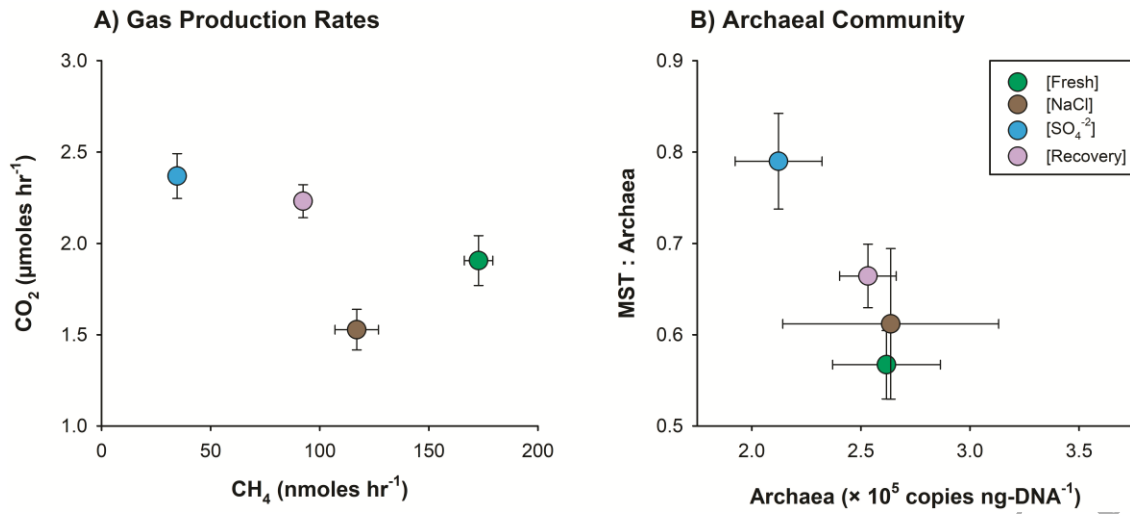 A) Gas Production Rates
3.0
2.5
2.0
1.5
1.0
CO₂ (µmoles hr⁻¹)
0 50 100 150 200
CH₄ (nmoles hr⁻¹)
B) Archaeal Community
0.9
0.8
0.7
0.6
0.5
MST : Archaea
[Fresh]
[NaCl]
[SO₄⁻²]
[Recovery]
2.0 2.5 3.0 3.5
Archaea (× 10⁵ copies ng-DNA⁻¹)